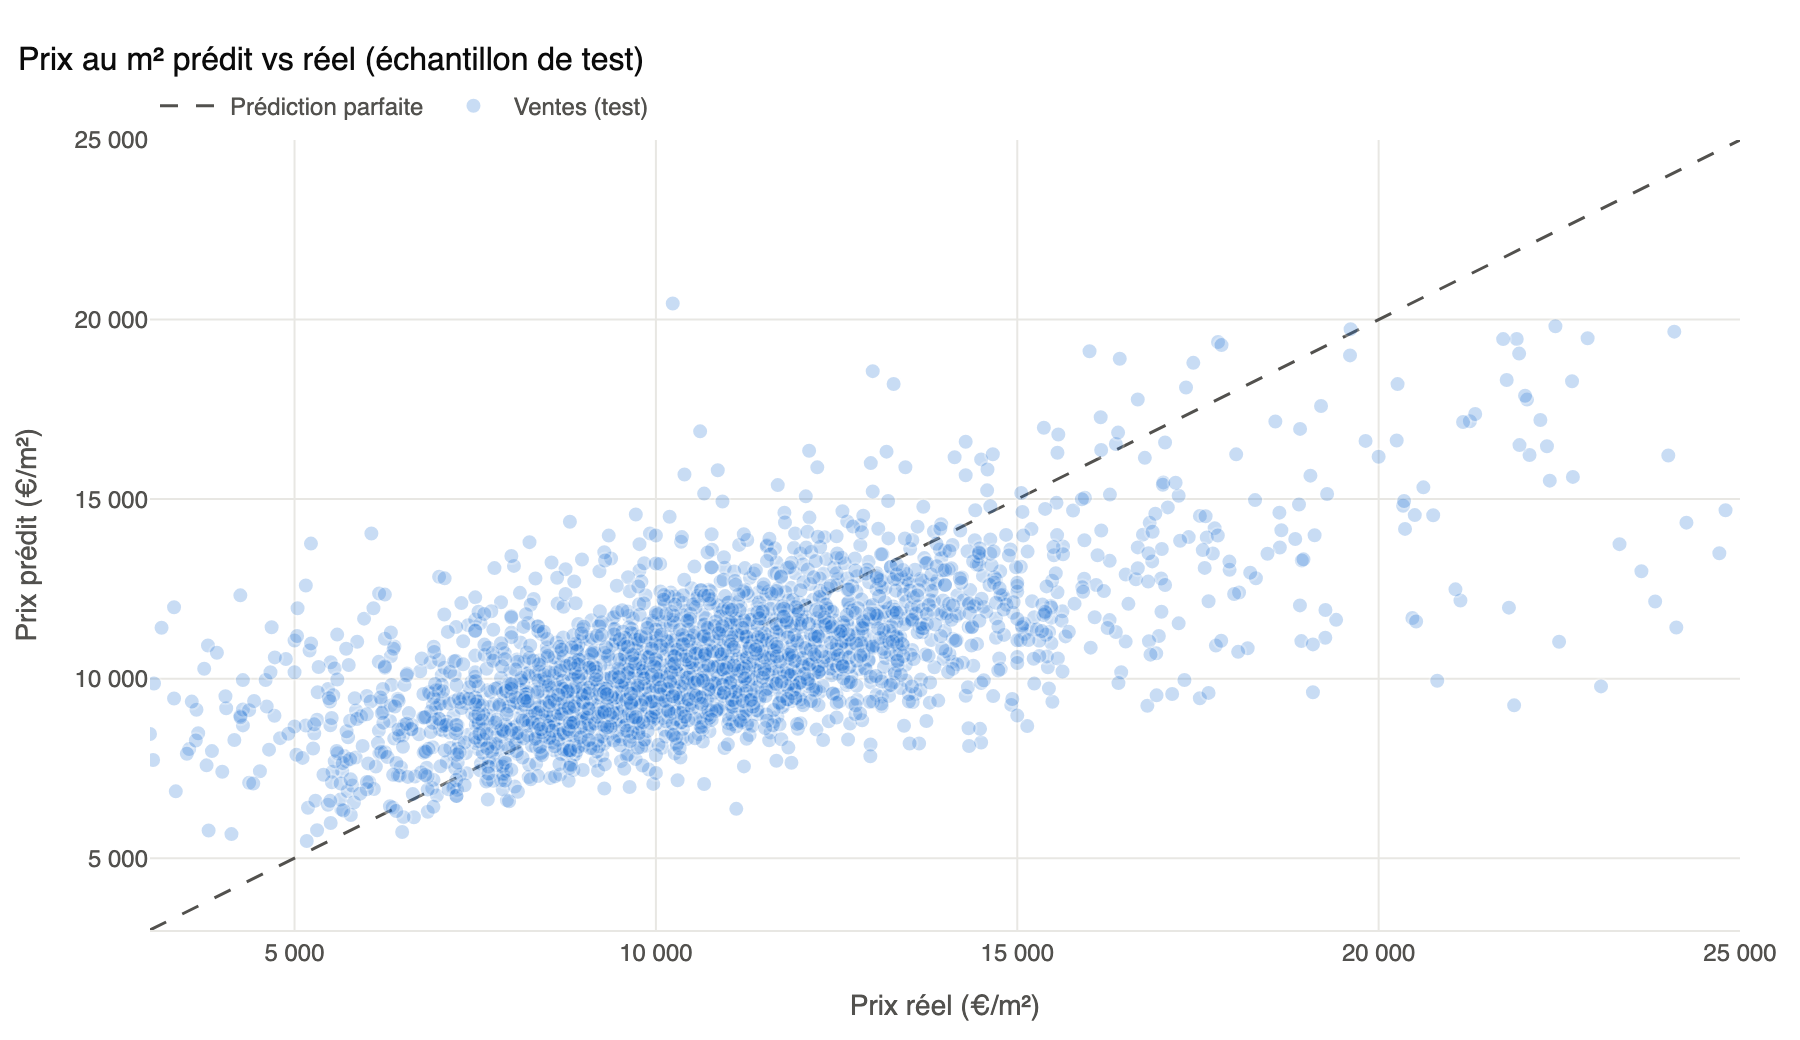 Prix au m² prédit vs réel (échantillon de test)
Prédiction parfaite
Ventes (test)
25 000
20 000
15 000
10 000
5 000
Prix prédit (€/m²)
5 000
10 000
15 000
20 000
25 000
Prix réel (€/m²)